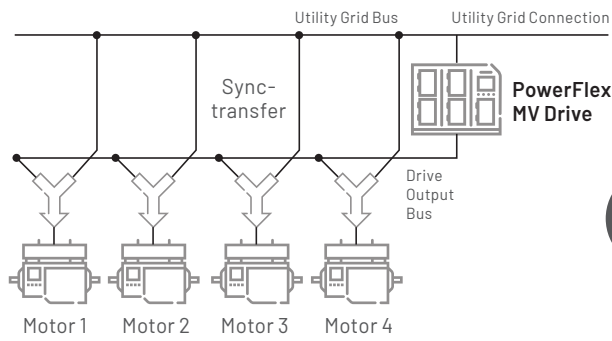 Utility Grid Bus
Utility Grid Connection
Sync-
transfer
PowerFlex
MV Drive
Drive
Output
Bus
Motor 1
Motor 2
Motor 3
Motor 4